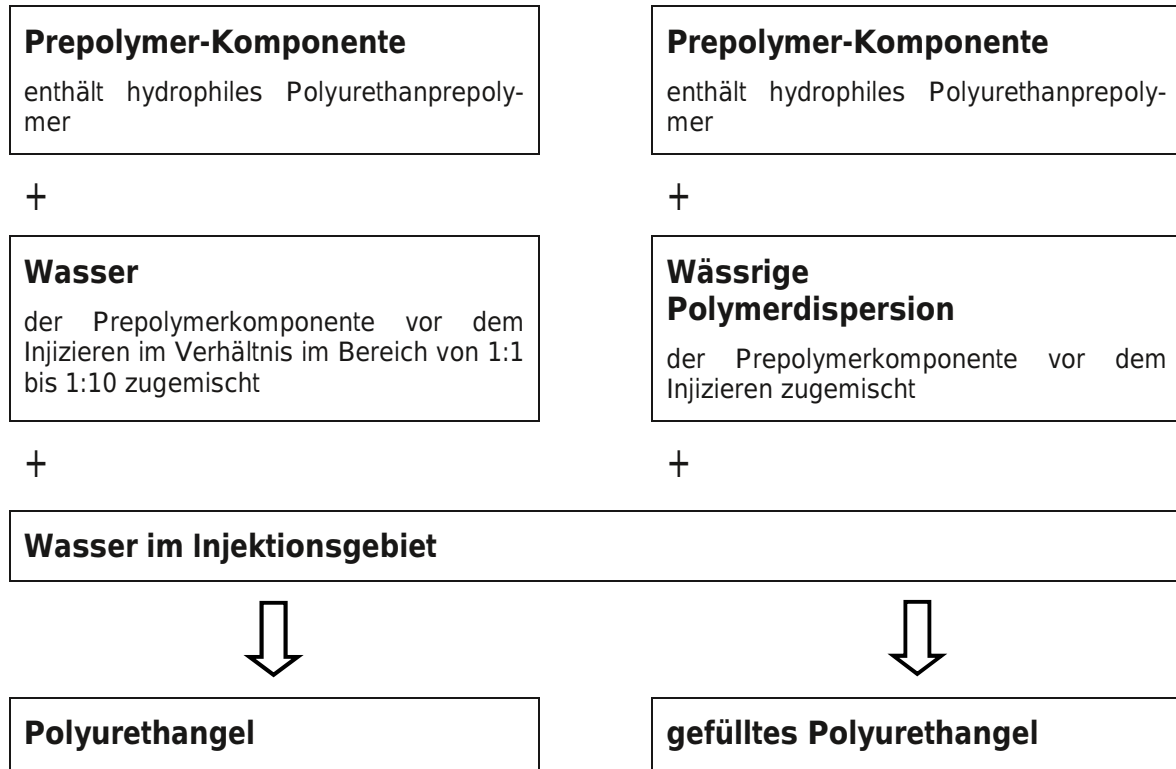 Prepolymer-Komponente
enthält hydrophiles Polyurethanprepoly-
mer
+
Wasser
der Prepolymerkomponente vor dem
Injizieren im Verhältnis im Bereich von 1:1
bis 1:10 zugemischt
+
Prepolymer-Komponente
enthält hydrophiles Polyurethanprepoly-
mer
+
Wässrige
Polymerdispersion
der Prepolymerkomponente vor dem
Injizieren zugemischt
+
Wasser im Injektionsgebiet
Polyurethangel
gefülltes Polyurethangel